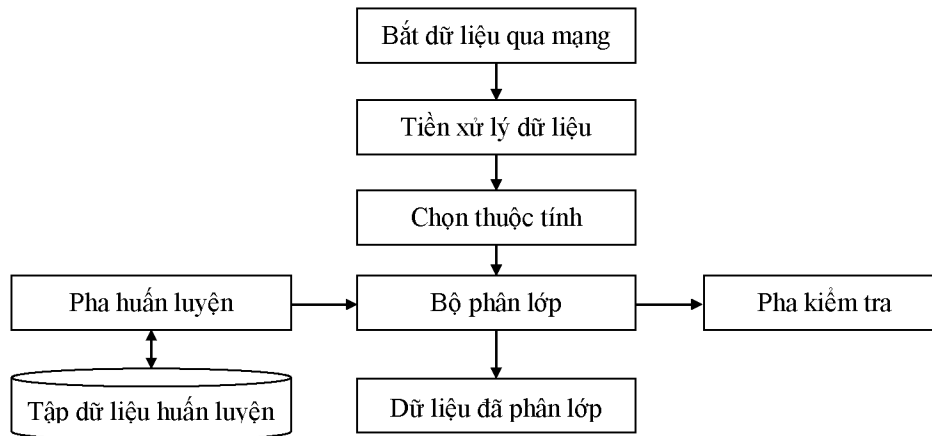 Bắt dữ liệu qua mạng
Tiền xử lý dữ liệu
Chọn thuộc tính
Pha huấn luyện
Bộ phân lớp
Pha kiểm tra
Tập dữ liệu huấn luyện
Dữ liệu đã phân lớp